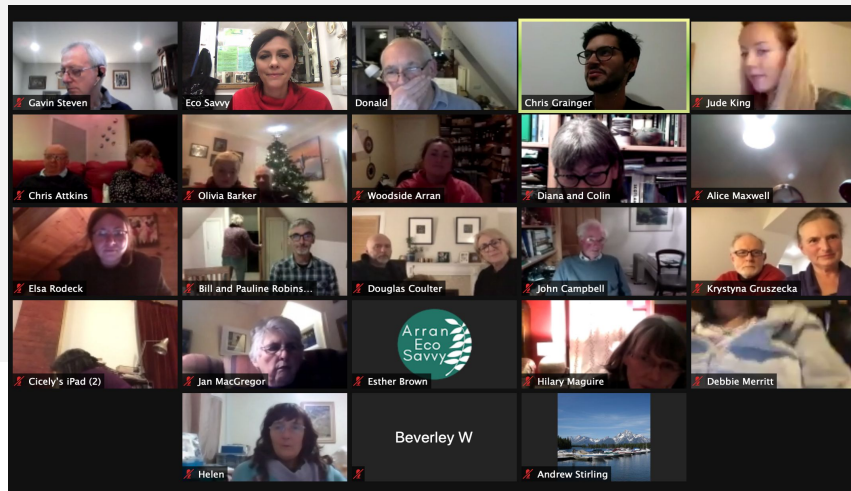 Gavin Steven
Eco Savvy
Donald
Chris Grainger
Jude King
Chris Attkins
Olivia Barker
Woodside Arran
Diana and Colin
Alice Maxwell
Elsa Rodeck
Bill and Pauline Robins...
Douglas Coulter
John Campbell
Krystyna Gruszecka
Cicely's iPad (2)
Jan MacGregor
Arran
Eco
Savvy
Esther Brown
Hilary Maguire
Debbie Merritt
Helen
Beverley W
Andrew Stirling